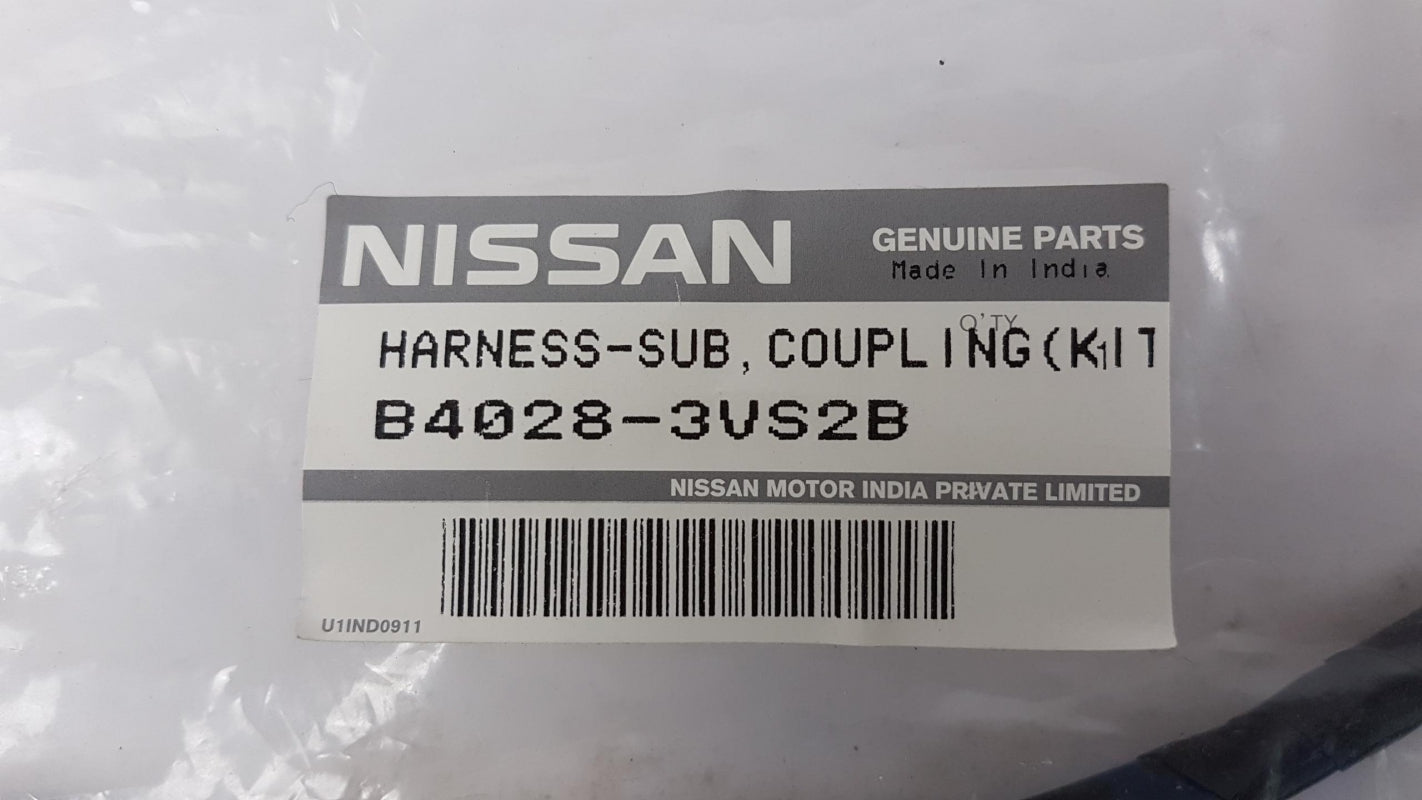 NISSAN
GENUINE PARTS
Made In India
Q'TY
HARNESS-SUB,COUPLING(KIT
1
B4028-3VS2B
NISSAN MOTOR INDIA PRIVATE LIMITED
U1IND0911